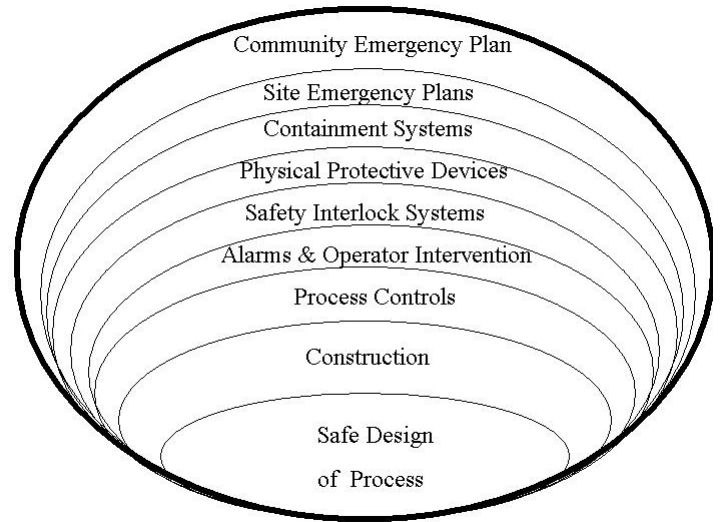 Community Emergency Plan
Site Emergency Plans
Containment Systems
Physical Protective Devices
Safety Interlock Systems
Alarms & Operator Intervention
Process Controls
Construction
Safe Design
of Process